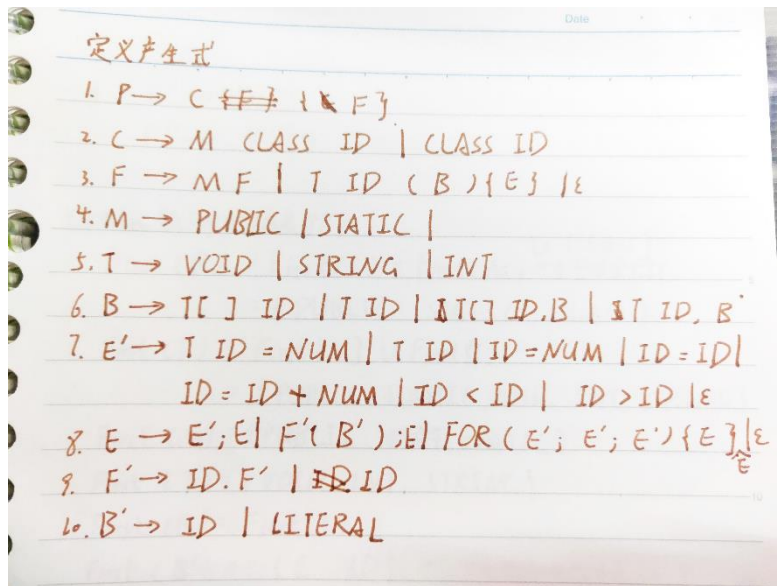 Date
定义产生式
1. P → C { F }
2. C → M CLASS ID | CLASS ID
3. F → M F | T ID ( B ) { E } | ε
4. M → PUBLIC | STATIC |
5. T → VOID | STRING | INT
6. B → T[ ] ID | T ID | T[] ID, B | T ID, B
7. E' → T ID = NUM | T ID | ID = NUM | ID = ID |
ID = ID + NUM | ID < ID | ID > ID | ε
8. E → E'; E | F'( B' ); E | FOR ( E'; E'; E' ) { E } E | ε
9. F' → ID. F' | ID
10. B' → ID | LITERAL